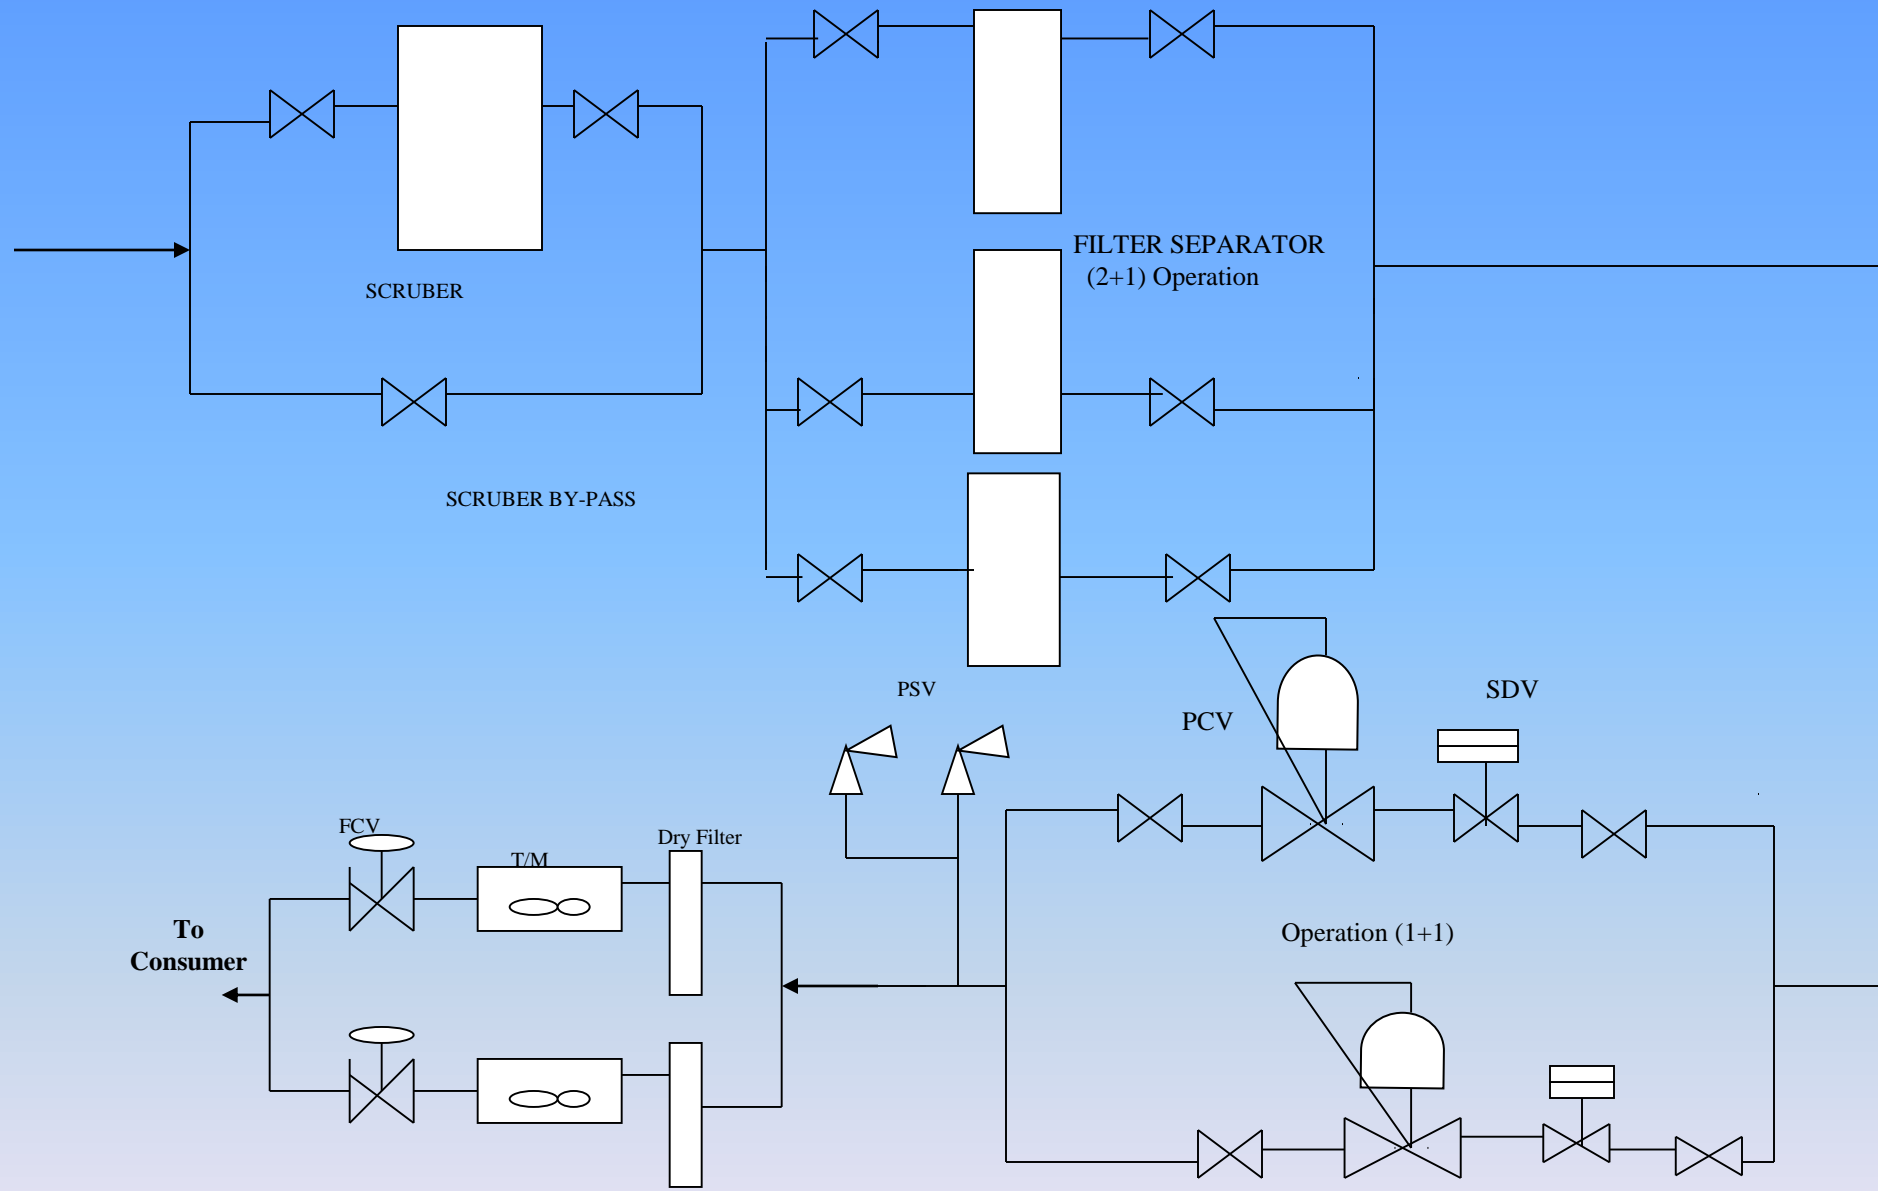 FILTER SEPARATOR
(2+1) Operation
SCRUBER
SCRUBER BY-PASS
PSV
SDV
PCV
FCV
T/M
Dry Filter
To
Consumer
Operation (1+1)